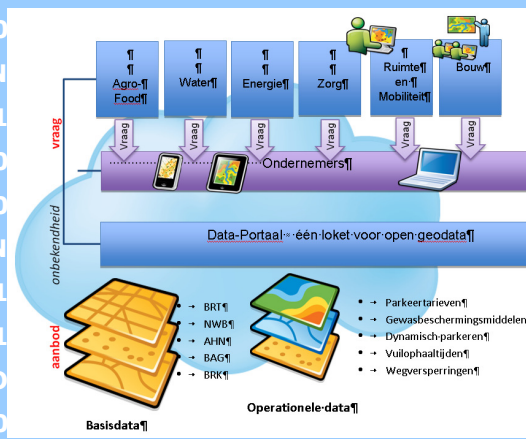 ¶ ¶ ¶ ¶
¶ ¶ ¶ ¶
Agro-¶
Food¶
Water¶
Energie¶
Zorg¶
Ruimte¶
en¶
Mobiliteit¶
Bouw¶
vraag
Vraag
Vraag
Vraag
Vraag
Vraag
Vraag
Ondernemers¶
onbekendheid
Data-Portaal·=·één·loket·voor·open·geodata¶
aanbod
• → BRT¶
• → NWB¶
• → AHN¶
• → BAG¶
• → BRK¶
Basisdata¶
• → Parkeertarieven¶
• → Gewasbeschermingsmiddelen
• → Dynamisch·parkeren¶
• → Vuilophaaltijden¶
• → Wegversperringen¶
Operationele·data¶